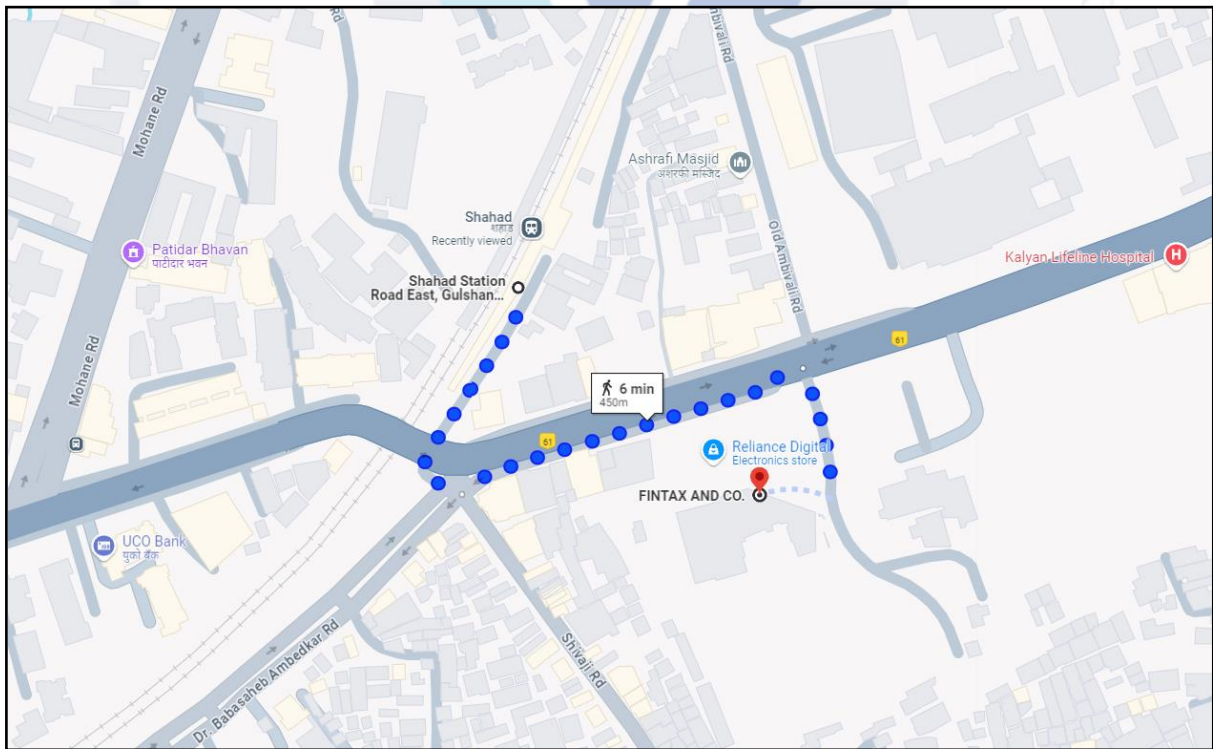 Rd
Mohane Rd
Ambivali Rd
Ashrafi Masjid
अशरफी मस्जिद
Shahad
शहाड
Recently viewed
Patidar Bhavan
पाटीदार भवन
Old Ambivali Rd
Kalyan Lifeline Hospital
H
Shahad Station
Road East, Gulshan...
61
Mohane Rd
6 min
450m
61
Reliance Digital
Electronics store
FINTAX AND CO.
UCO Bank
युको बँक
Shivaji Rd
Dr. Babasaheb Ambedkar Rd